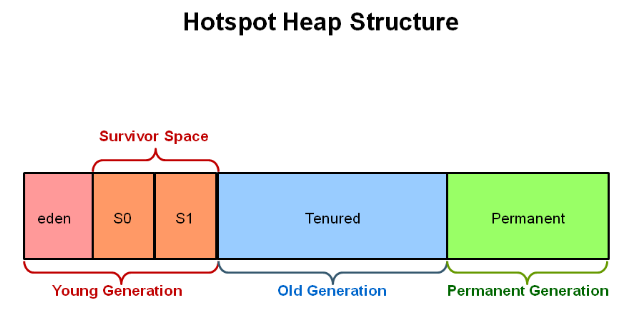 Hotspot Heap Structure
Survivor Space
eden S0 S1 Tenured Permanent
Young Generation Old Generation Permanent Generation